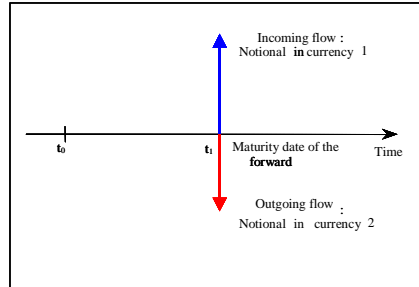 Incoming flow :
Notional in currency 1
t0
t1
Maturity date of the
forward
Time
Outgoing flow :
Notional in currency 2